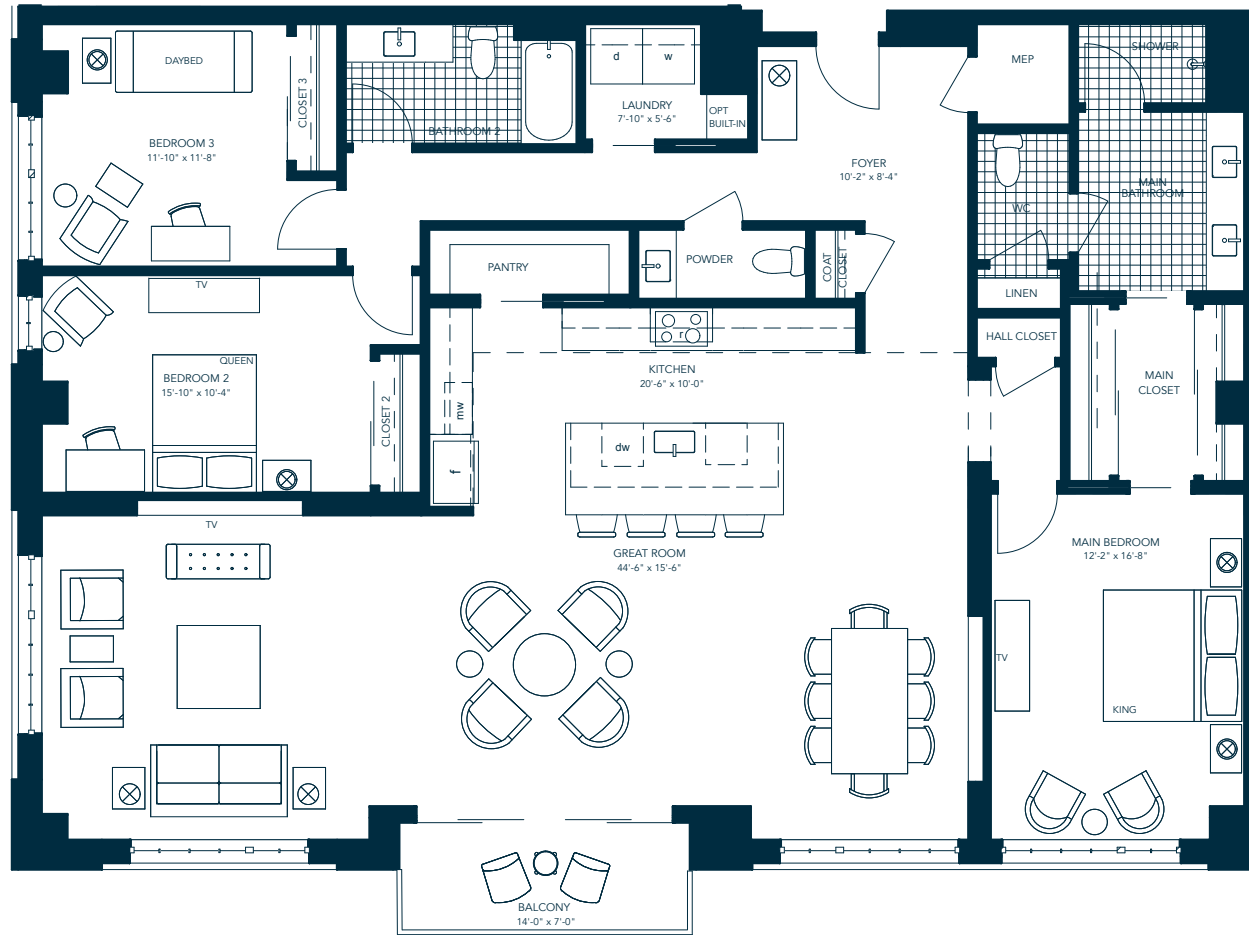 DAYBED
CLOSET 3
BEDROOM 3
11'-10" x 11'-8"
BATHROOM 2
d
w
LAUNDRY
7'-10" x 5'-6"
OPT
BUILT-IN
FOYER
10'-2" x 8'-4"
MEP
SHOWER
MAIN
BATHROOM
WC
LINEN
HALL CLOSET
MAIN
CLOSET
PANTRY
POWDER
COAT
CLOSET
TV
QUEEN
BEDROOM 2
15'-10" x 10'-4"
CLOSET 2
r
KITCHEN
20'-6" x 10'-0"
mw
f
dw
TV
GREAT ROOM
44'-6" x 15'-6"
MAIN BEDROOM
12'-2" x 16'-8"
TV
KING
BALCONY
14'-0" x 7'-0"